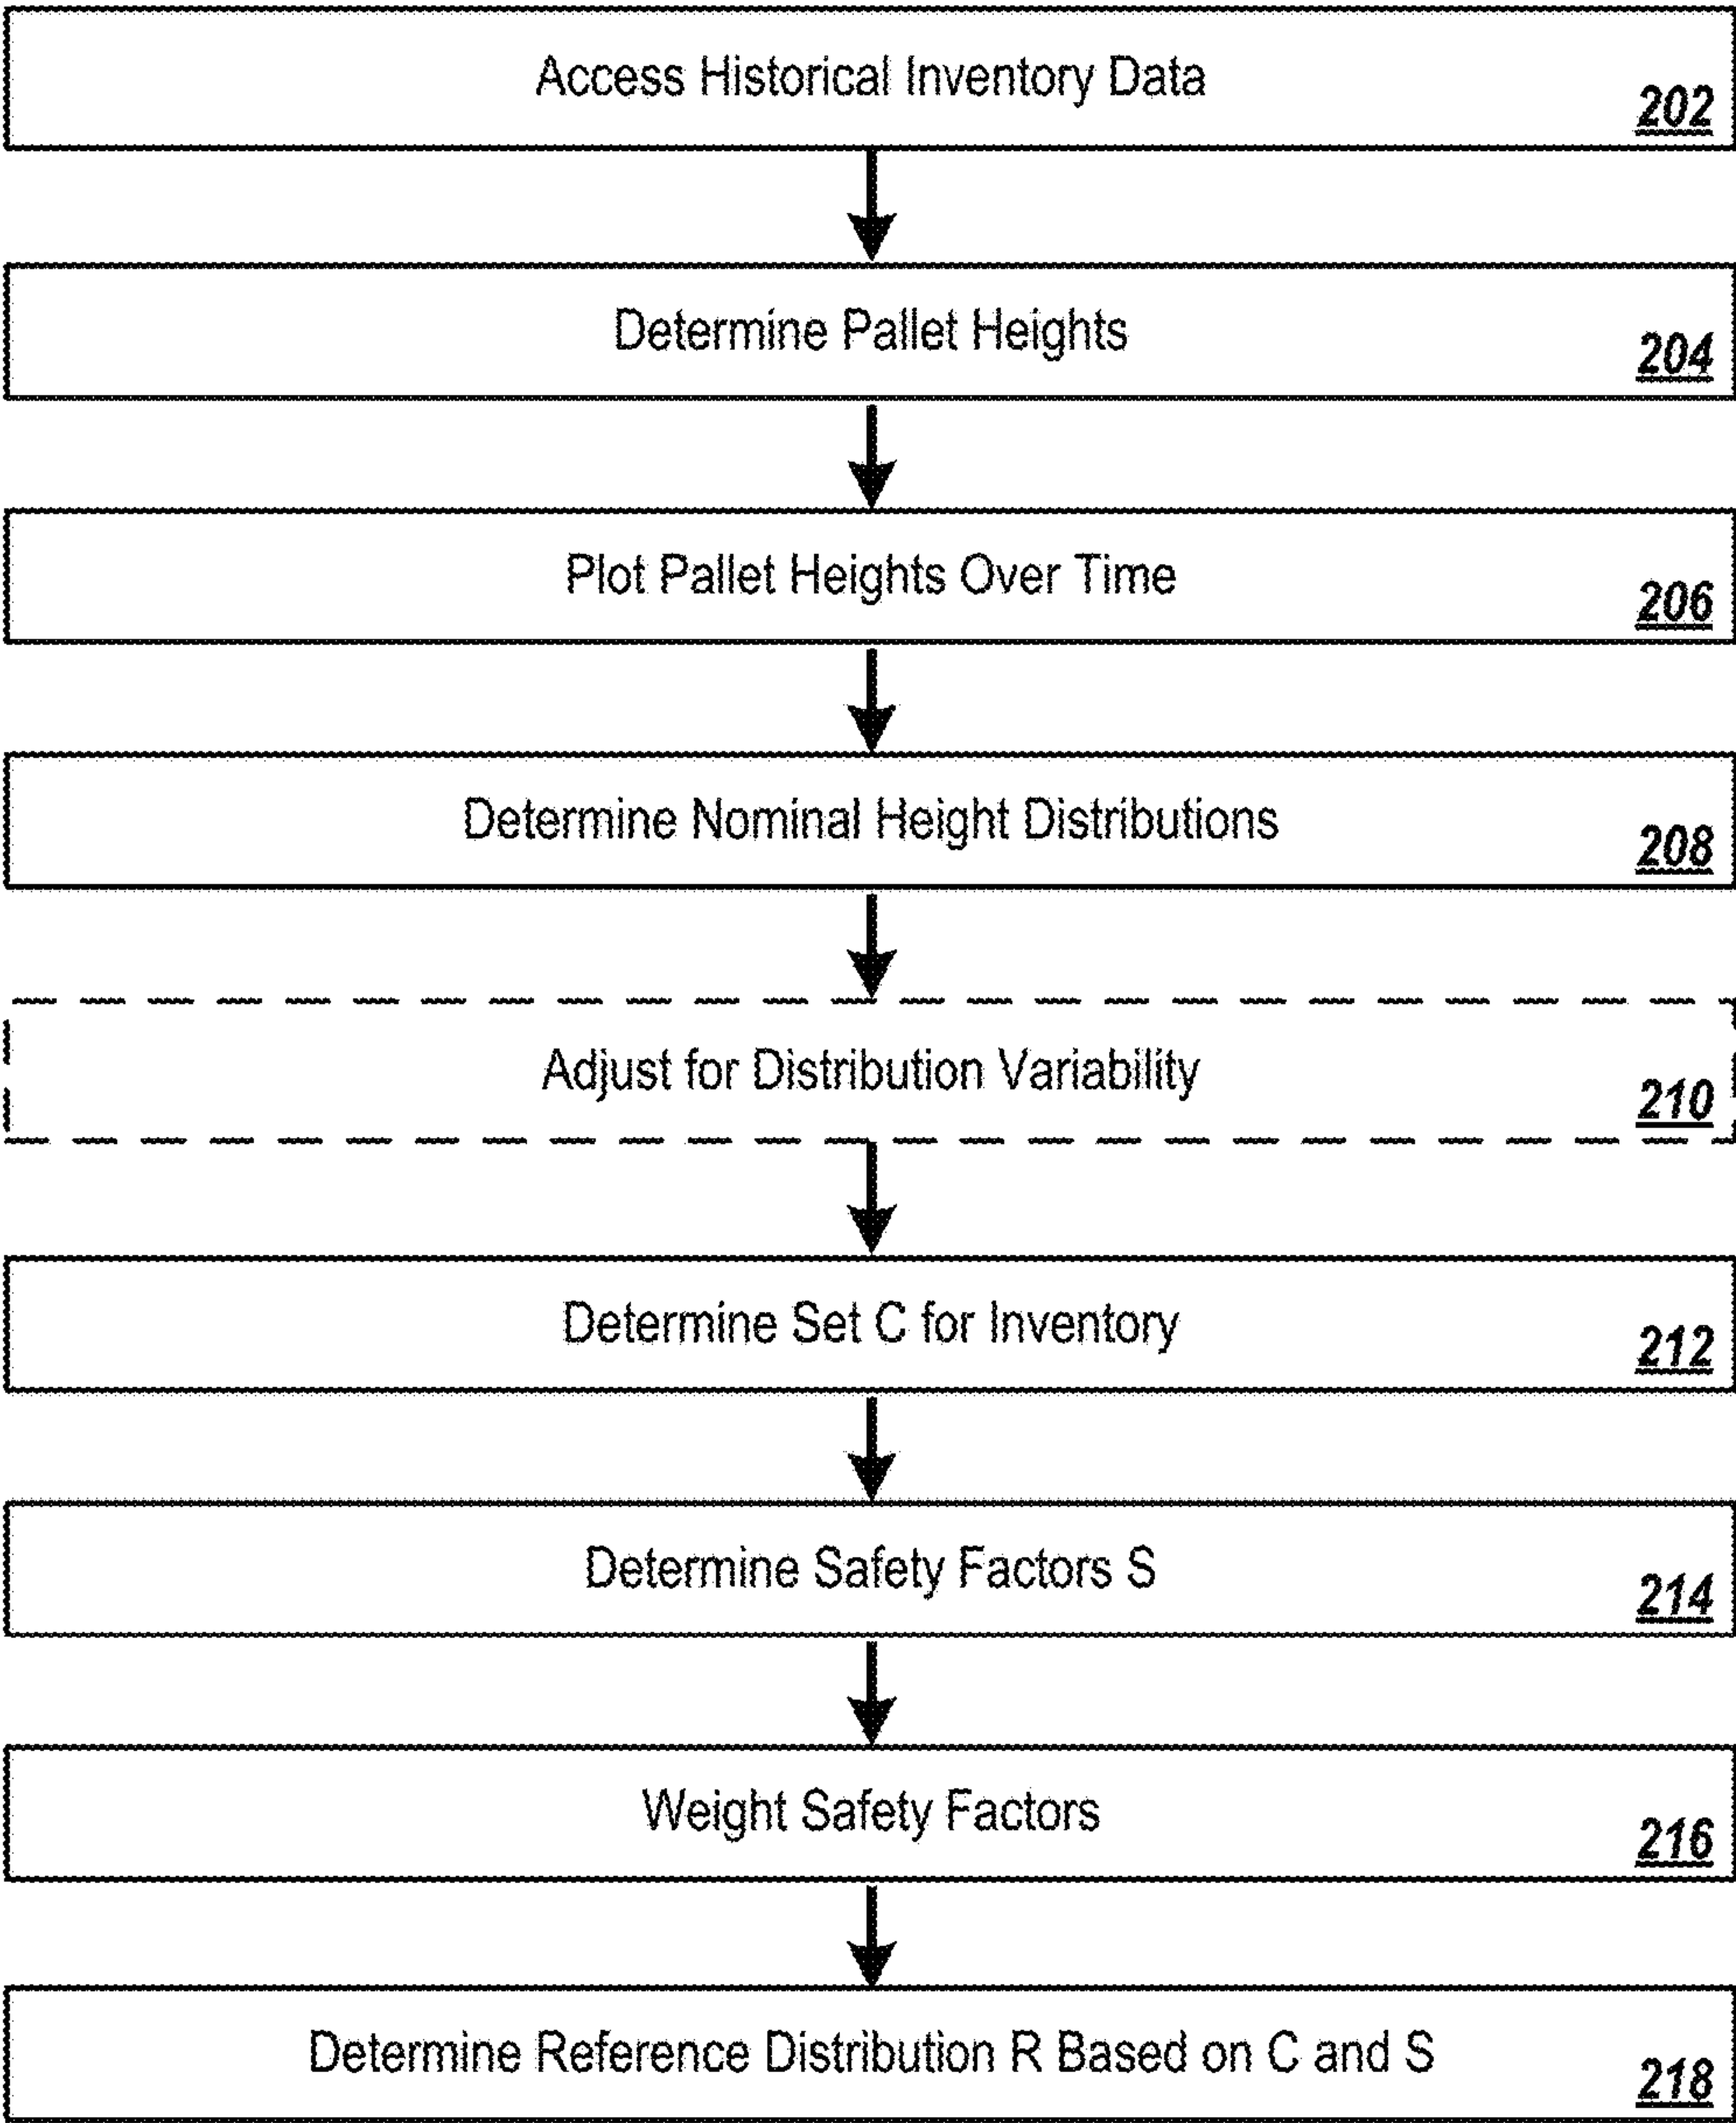 Access Historical Inventory Data
202
Determine Pallet Heights
204
Plot Pallet Heights Over Time
206
Determine Nominal Height Distributions
208
Adjust for Distribution Variability
210
Determine Set C for Inventory
212
Determine Safety Factors S
214
Weight Safety Factors
216
Determine Reference Distribution R Based on C and S
218